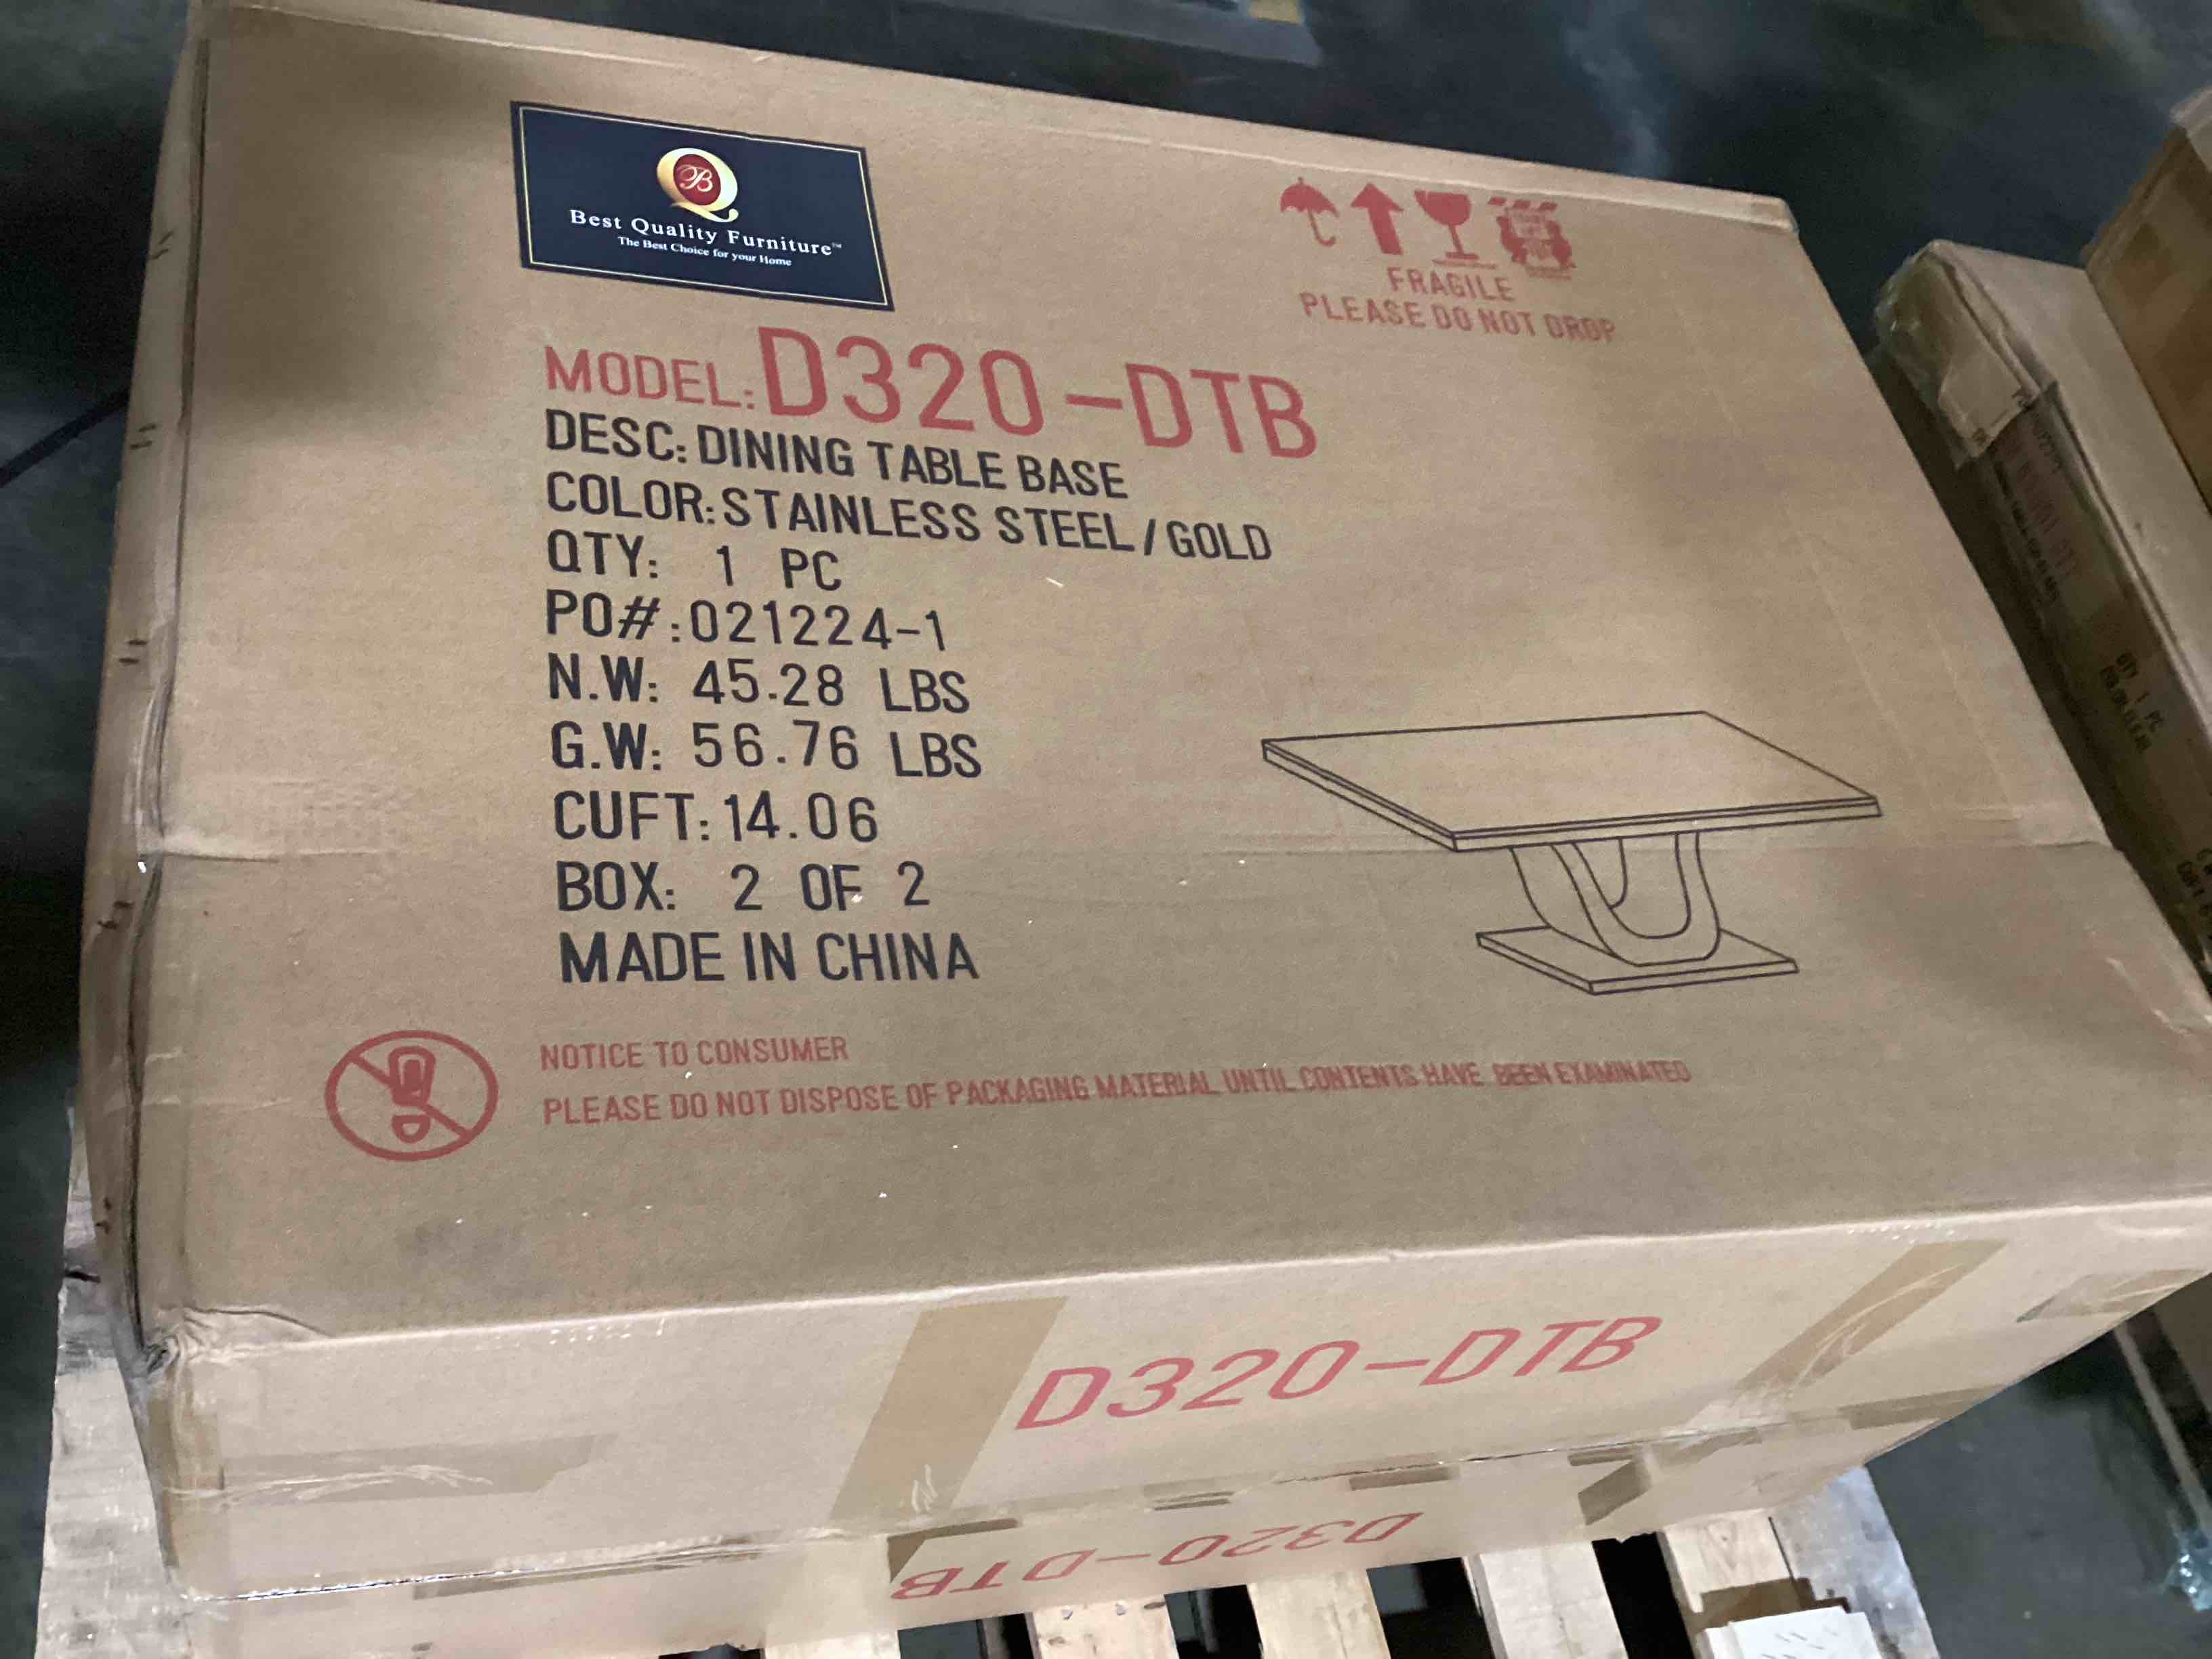 B
Best Quality Furniture™
The Best Choice for your Home
FRAGILE
PLEASE DO NOT DROP
MODEL: D320-DTB
DESC: DINING TABLE BASE
COLOR: STAINLESS STEEL / GOLD
QTY: 1 PC
PO#: 021224-1
N.W: 45.28 LBS
G.W: 56.76 LBS
CUFT: 14.06
BOX: 2 OF 2
MADE IN CHINA
NOTICE TO CONSUMER
PLEASE DO NOT DISPOSE OF PACKAGING MATERIAL UNTIL CONTENTS HAVE BEEN EXAMINATED
D320-DTB
D320-DTB
QTY 1 PC